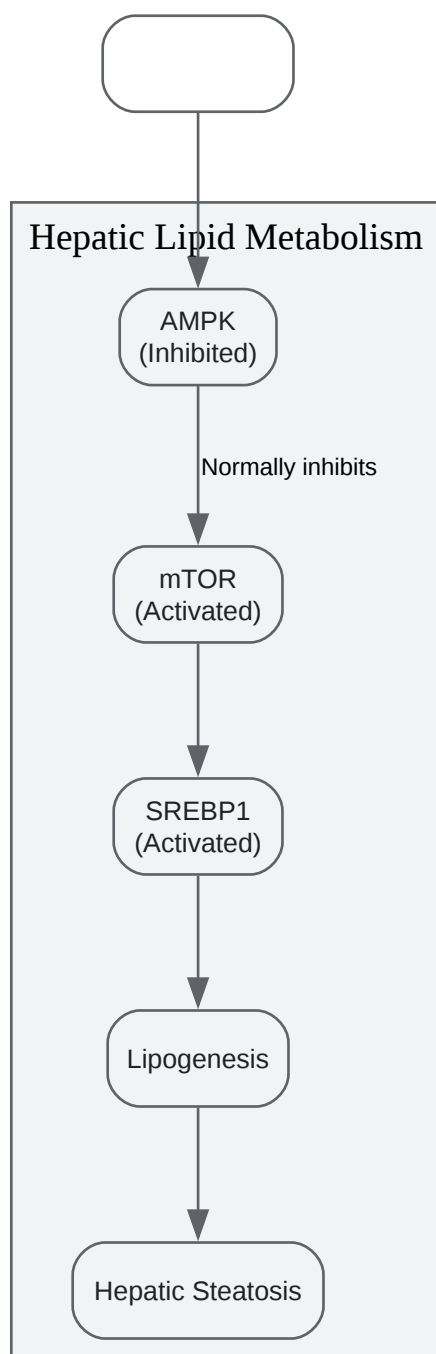 Hepatic Lipid Metabolism
AMPK
(Inhibited)
Normally inhibits
mTOR
(Activated)
SREBP1
(Activated)
Lipogenesis
Hepatic Steatosis